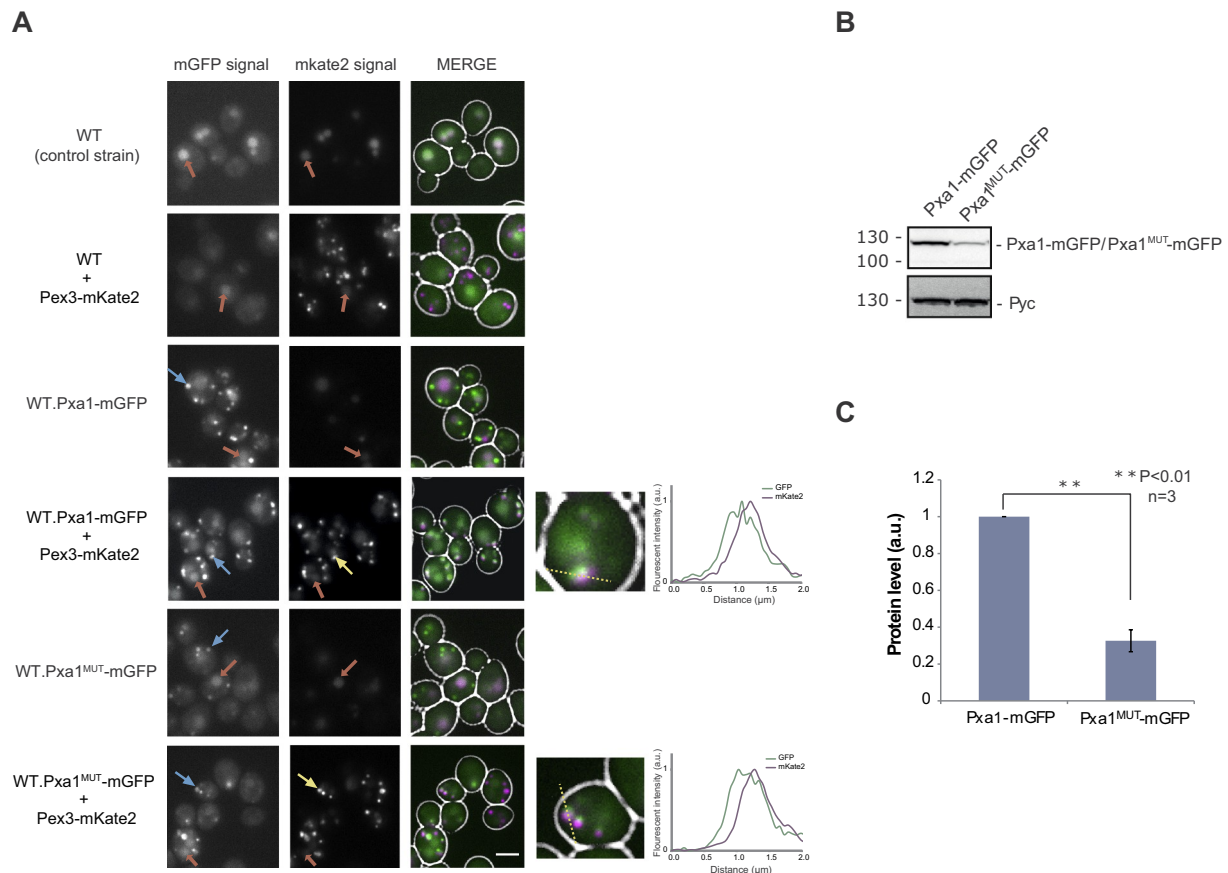 A
mGFP signal mkate2 signal MERGE
WT
(control strain)
WT
+
Pex3-mKate2
WT.Pxa1-mGFP
WT.Pxa1-mGFP
+
Pex3-mKate2
GFP
mKate2
Flourescent intensity (a.u.)
1
0
0.0 0.5 1.0 1.5 2.0
Distance (µm)
WT.Pxa1ᴹᵁᵀ-mGFP
WT.Pxa1ᴹᵁᵀ-mGFP
+
Pex3-mKate2
GFP
mKate2
Flourescent intensity (a.u.)
1
0
0.0 0.5 1.0 1.5 2.0
Distance (µm)
B
Pxa1-mGFP
Pxa1ᴹᵁᵀ-mGFP
130 -
100 -
- Pxa1-mGFP/Pxa1ᴹᵁᵀ-mGFP
130 -
- Pyc
C
**P<0.01
n=3
**
Protein level (a.u.)
1.2
1
0.8
0.6
0.4
0.2
0
Pxa1-mGFP Pxa1ᴹᵁᵀ-mGFP